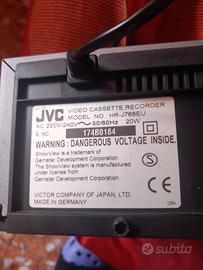 JVC
VIDEO CASSETTE RECORDER
MODEL NO. HR-J768EU
AC 220V-240V ~ 50/60Hz 20W
S. NO 174B0184
WARNING: DANGEROUS VOLTAGE INSIDE.
ShowView is a trademark of
Gemstar Development Corporation
The ShowView system is manufactured
under license from
Gemstar Development Corporation.
VICTOR COMPANY OF JAPAN, LIMITED
MADE IN GERMANY
subito